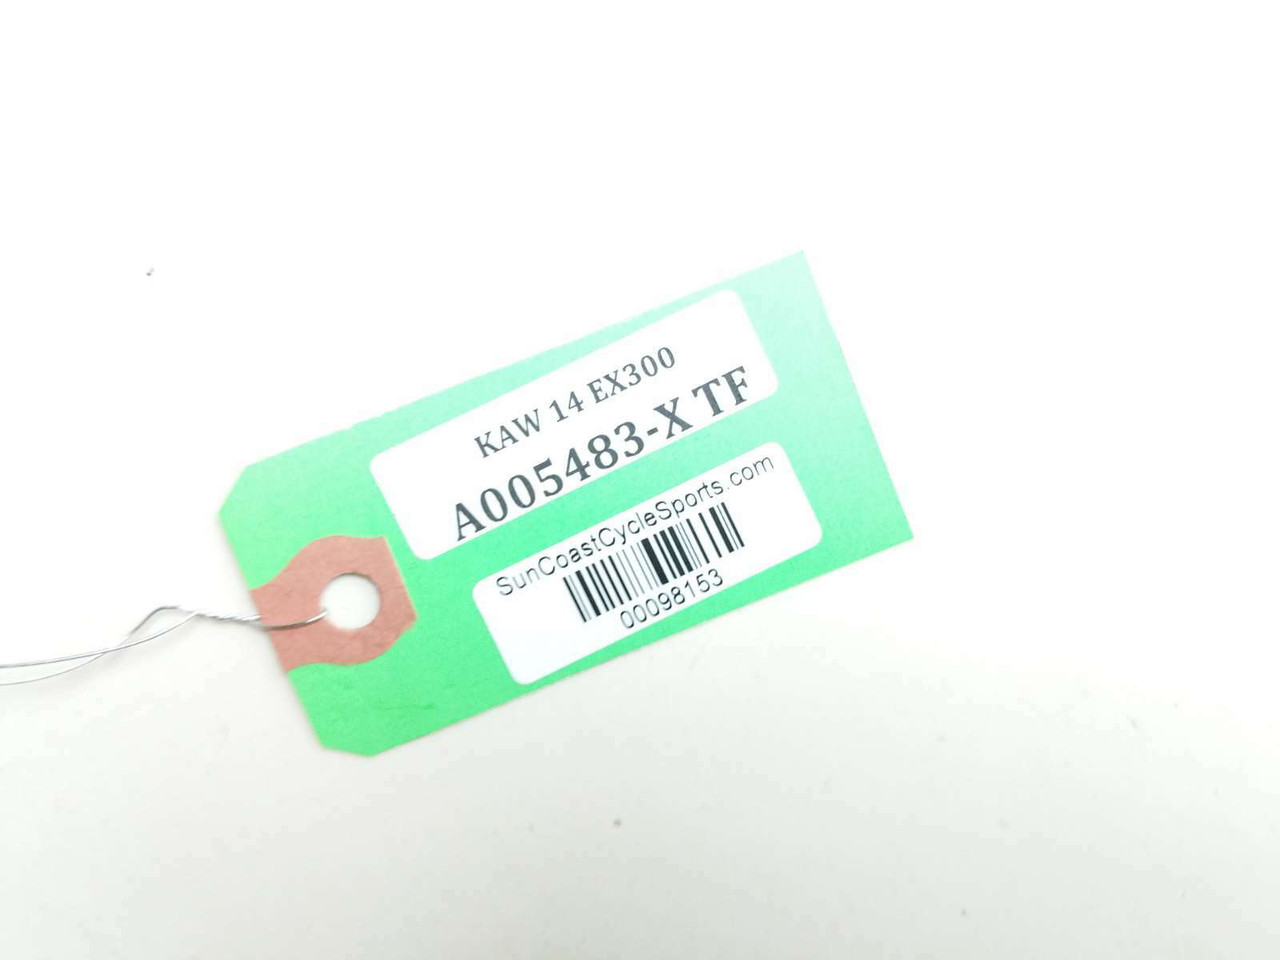 KAW 14 EX300
A005483-X TF
SunCoastCycleSports.com
00098153